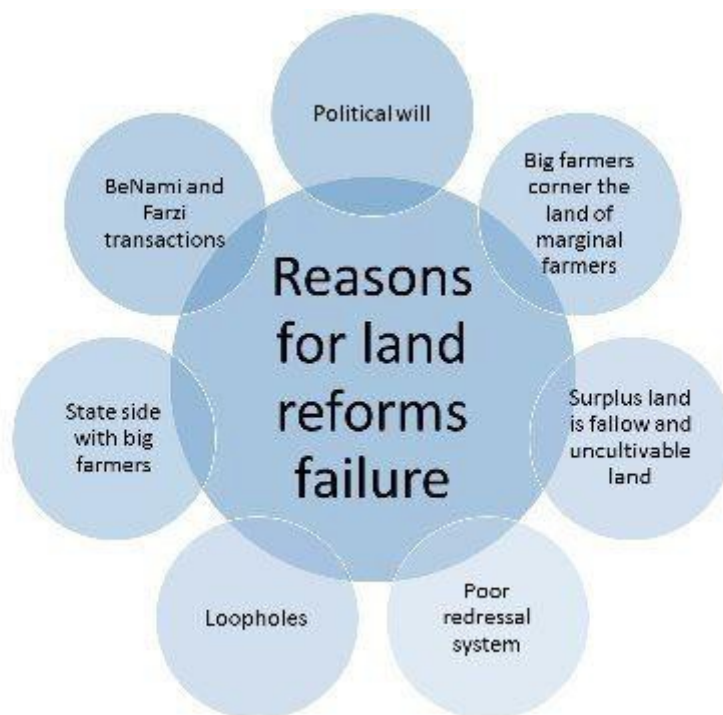 Political will
Big farmers
corner the
land of
marginal
farmers
Surplus land
is fallow and
uncultivable
land
Poor
redressal
system
Loopholes
State side
with big
farmers
BeNami and
Farzi
transactions
Reasons
for land
reforms
failure